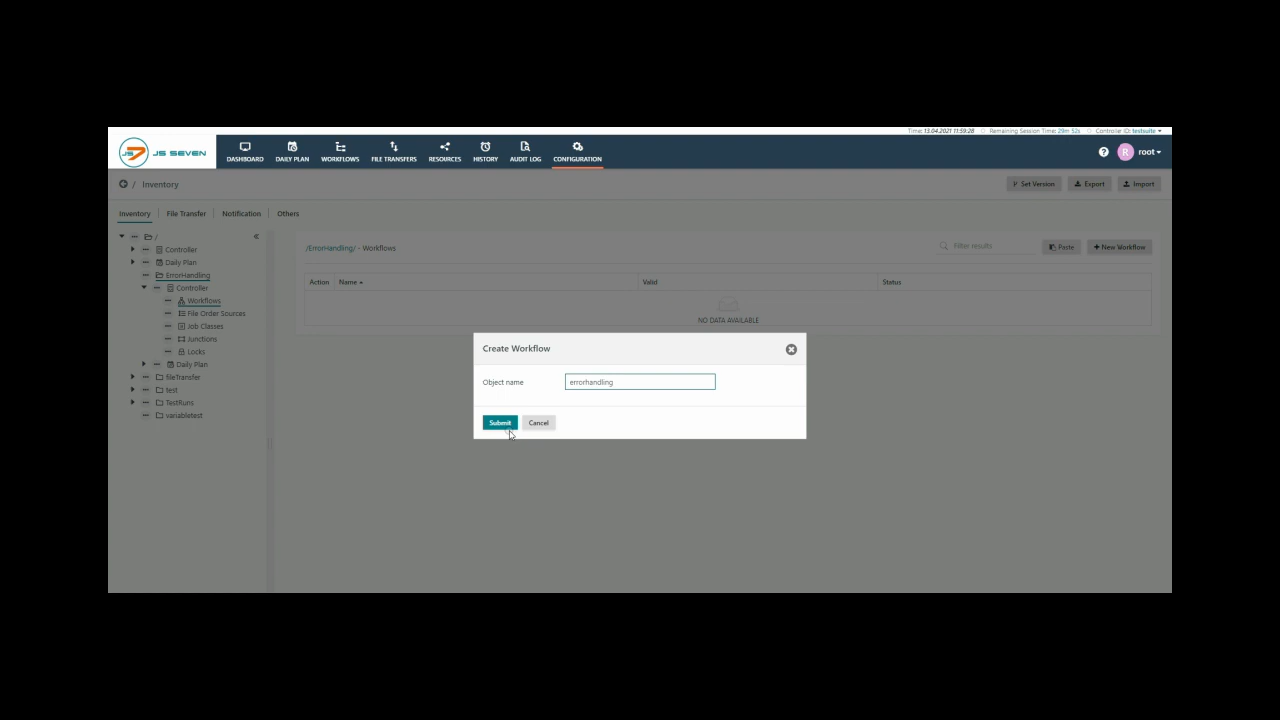 Time: 13.04.2021 11:59:28 Remaining Session Time: 29m 52s Controller ID: testsuite
JS7 JS SEVEN
DASHBOARD DAILY PLAN WORKFLOWS FILE TRANSFERS RESOURCES HISTORY AUDIT LOG CONFIGURATION
? R root
/ Inventory
Set Version Export Import
Inventory File Transfer Notification Others
/
Controller
Daily Plan
ErrorHandling
Controller
Workflows
File Order Sources
Job Classes
Junctions
Locks
Daily Plan
fileTransfer
test
TestRuns
variabletest
/ErrorHandling/ - Workflows
Filter results
Paste + New Workflow
Action Name Valid Status
NO DATA AVAILABLE
Create Workflow
Object name errorhandling
Submit Cancel